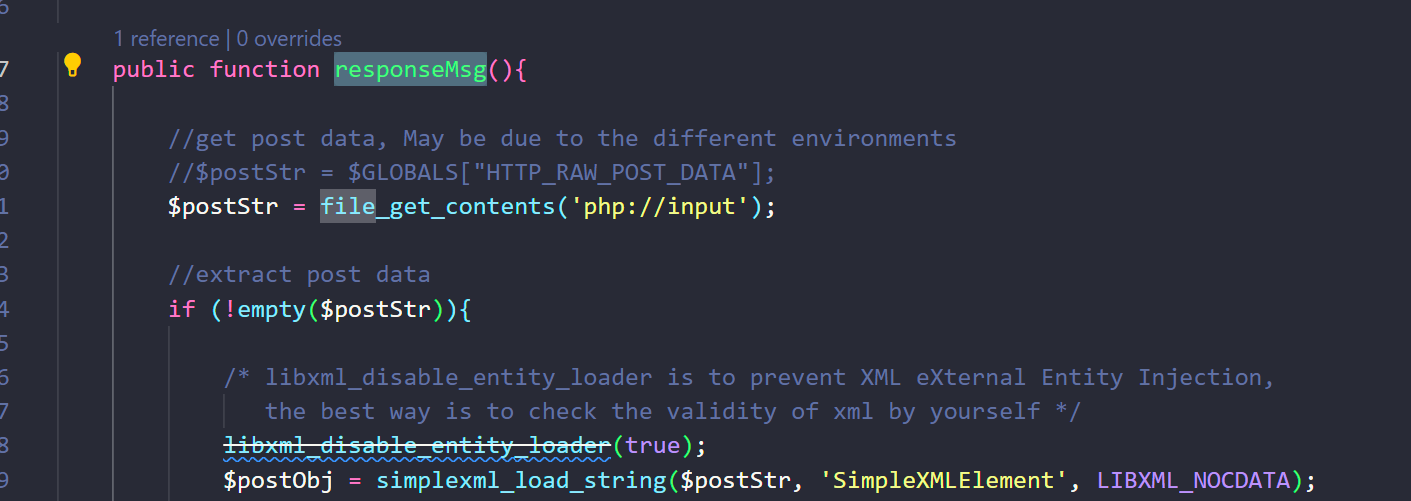 6
1 reference | 0 overrides
7 public function responseMsg(){
8
9 //get post data, May be due to the different environments
0 //$postStr = $GLOBALS["HTTP_RAW_POST_DATA"];
1 $postStr = file_get_contents('php://input');
2
3 //extract post data
4 if (!empty($postStr)){
5
6 /* libxml_disable_entity_loader is to prevent XML eXternal Entity Injection,
7 the best way is to check the validity of xml by yourself */
8 libxml_disable_entity_loader(true);
9 $postObj = simplexml_load_string($postStr, 'SimpleXMLElement', LIBXML_NOCDATA);